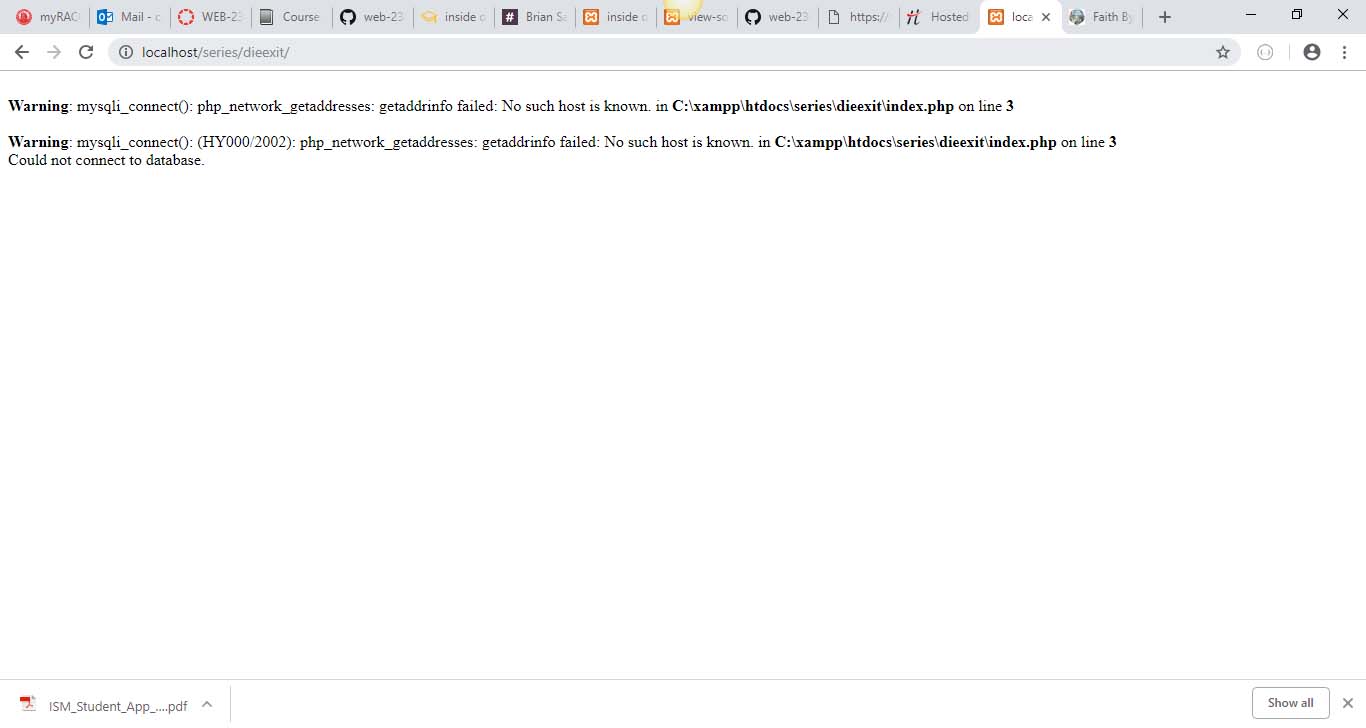 myRAC
Mail - c
WEB-23
Course
web-23
inside o
# Brian Sa
inside o
view-so
web-23
https://
H Hosted
loca
Faith By
localhost/series/dieexit/
Warning: mysqli_connect(): php_network_getaddresses: getaddrinfo failed: No such host is known. in C:\xampp\htdocs\series\dieexit\index.php on line 3
Warning: mysqli_connect(): (HY000/2002): php_network_getaddresses: getaddrinfo failed: No such host is known. in C:\xampp\htdocs\series\dieexit\index.php on line 3
Could not connect to database.
ISM_Student_App_....pdf
Show all